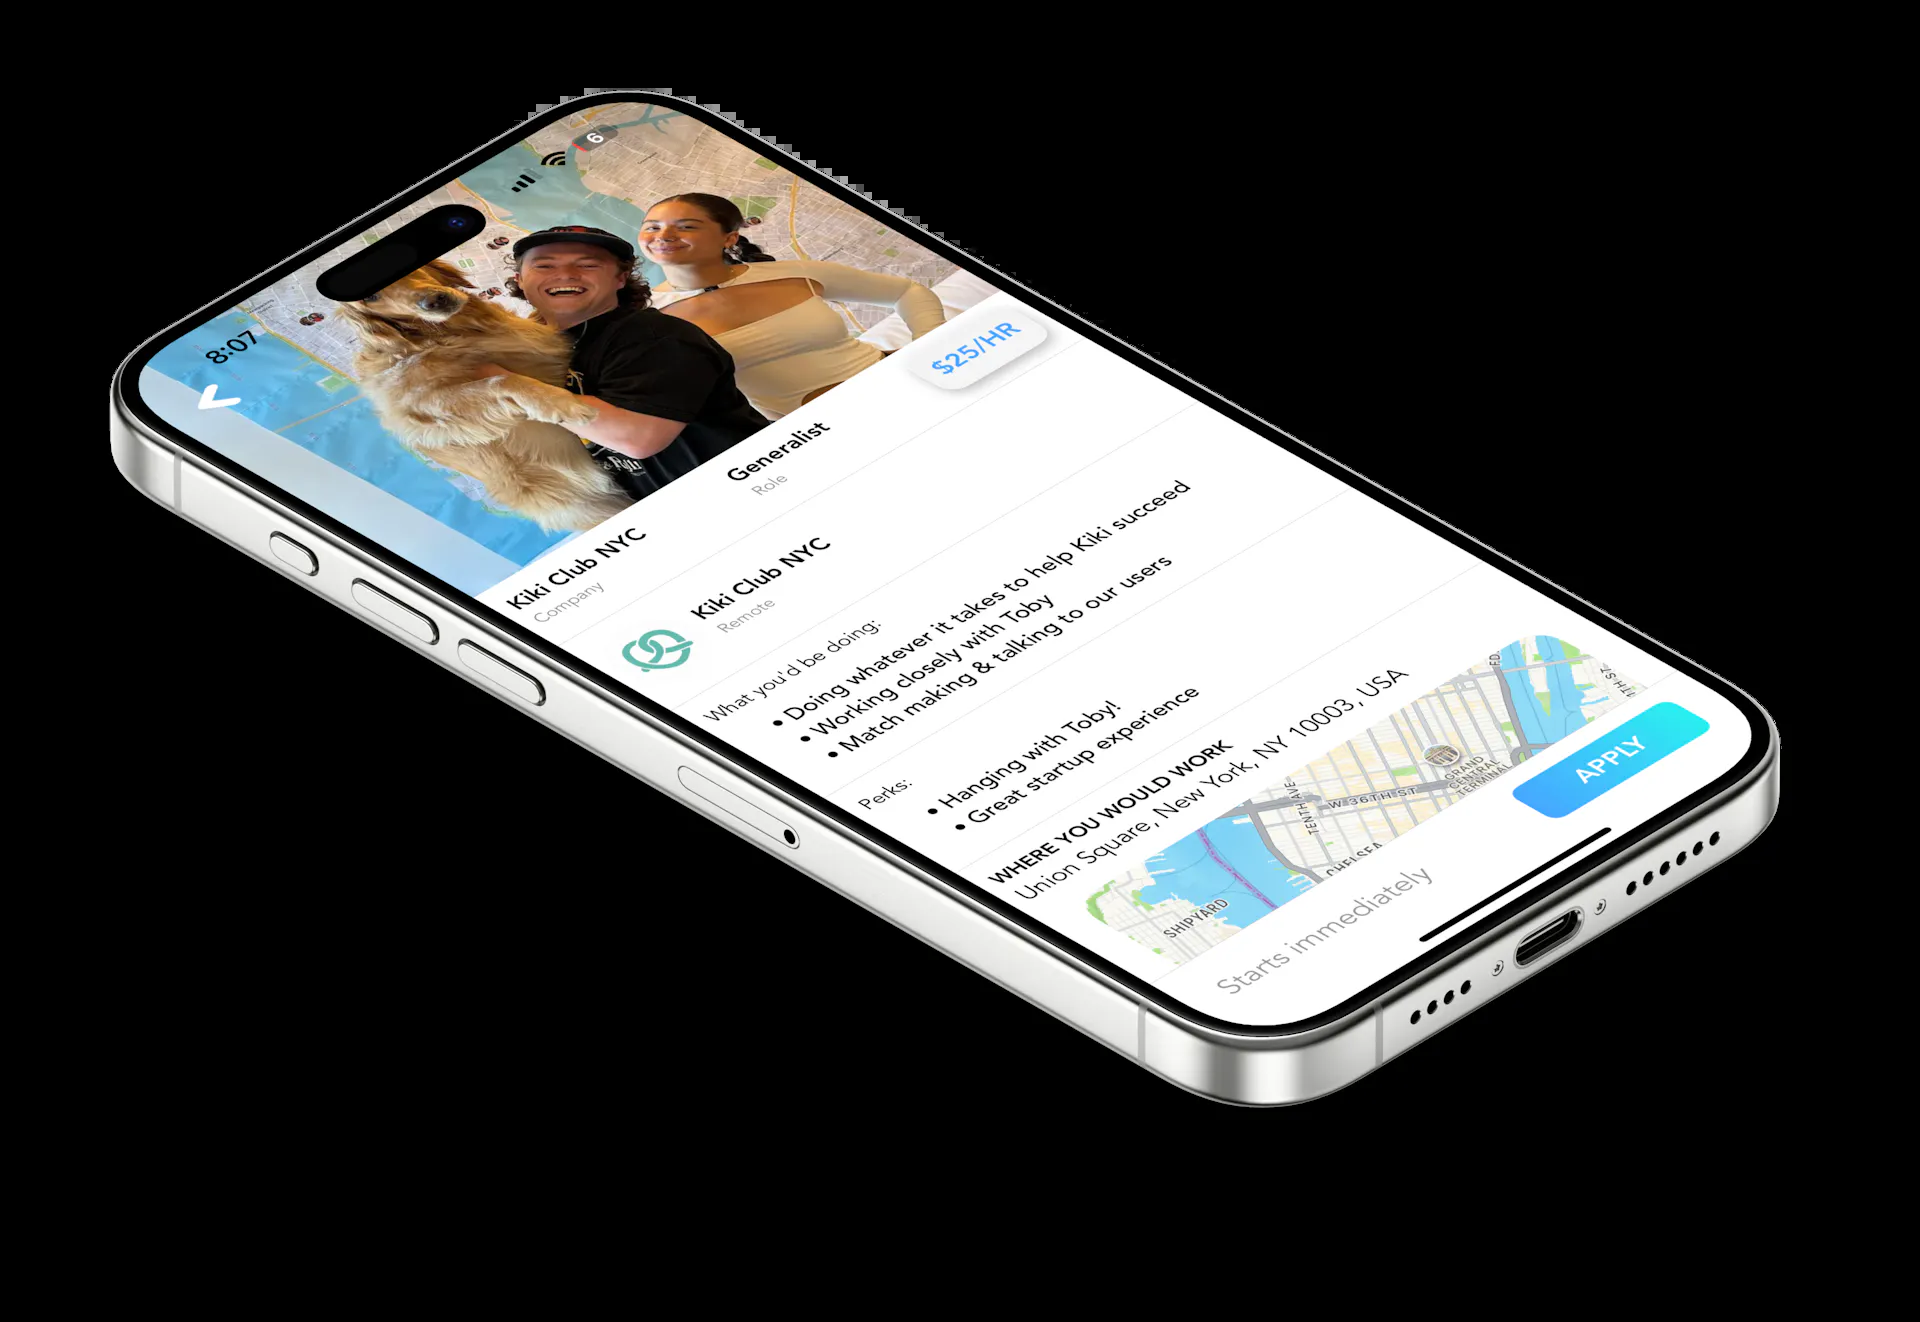 8:07
6
$25/HR
Kiki Club NYC
Company
Generalist
Role
Kiki Club NYC
Remote
What you'd be doing:
• Doing whatever it takes to help Kiki succeed
• Working closely with Toby
• Match making & talking to our users
Perks:
• Hanging with Toby!
• Great startup experience
WHERE YOU WOULD WORK
Union Square, New York, NY 10003, USA
TENTH AVE
W 36TH ST
GRAND
CENTRAL
TERMINAL
CHELSEA
SHIPYARD
Starts immediately
APPLY